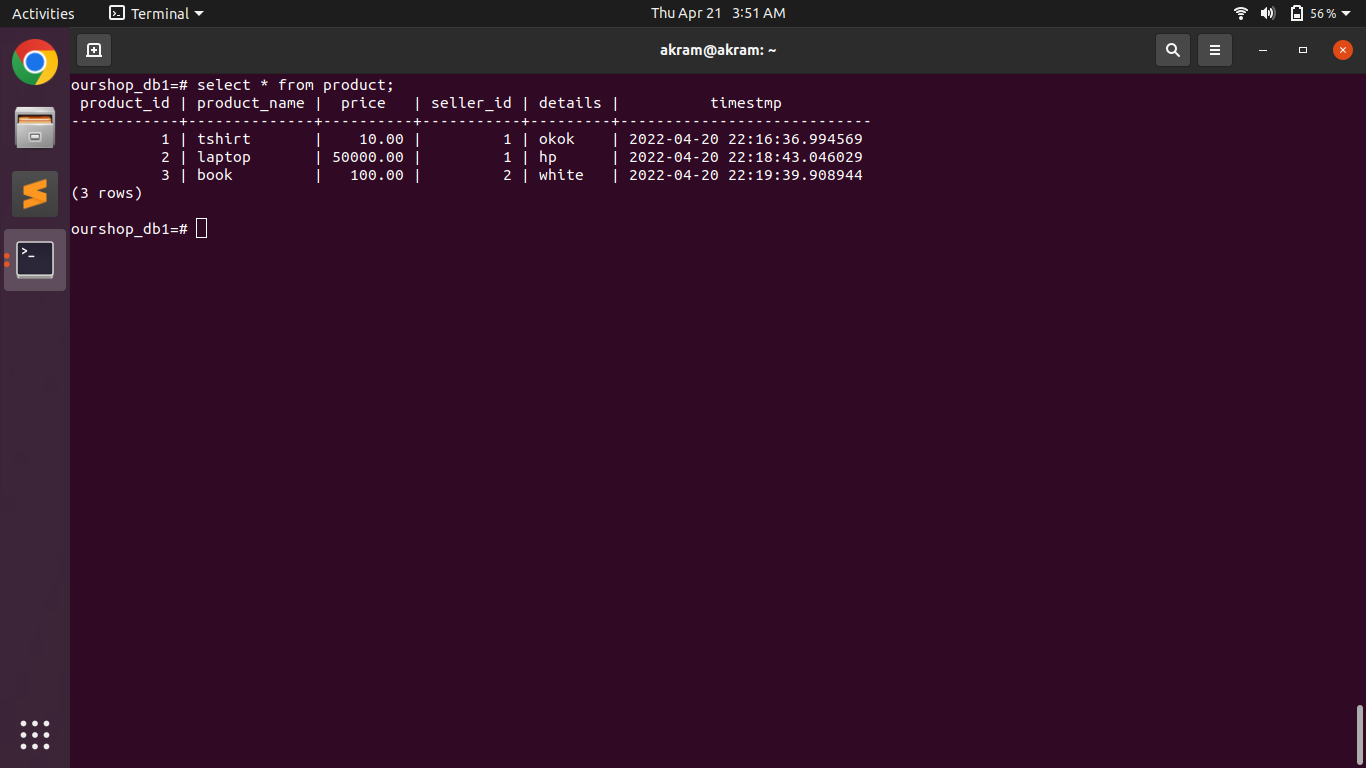 Activities Terminal Thu Apr 21 3:51 AM 56%
akram@akram: ~
ourshop_db1=# select * from product;
 product_id | product_name |  price   | seller_id | details |          timestmp          
------------+--------------+----------+-----------+---------+----------------------------
          1 | tshirt       |    10.00 |         1 | okok    | 2022-04-20 22:16:36.994569
          2 | laptop       | 50000.00 |         1 | hp      | 2022-04-20 22:18:43.046029
          3 | book         |   100.00 |         2 | white   | 2022-04-20 22:19:39.908944
(3 rows)
ourshop_db1=#